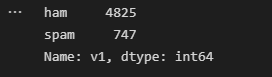 ... ham     4825
spam     747
Name: v1, dtype: int64